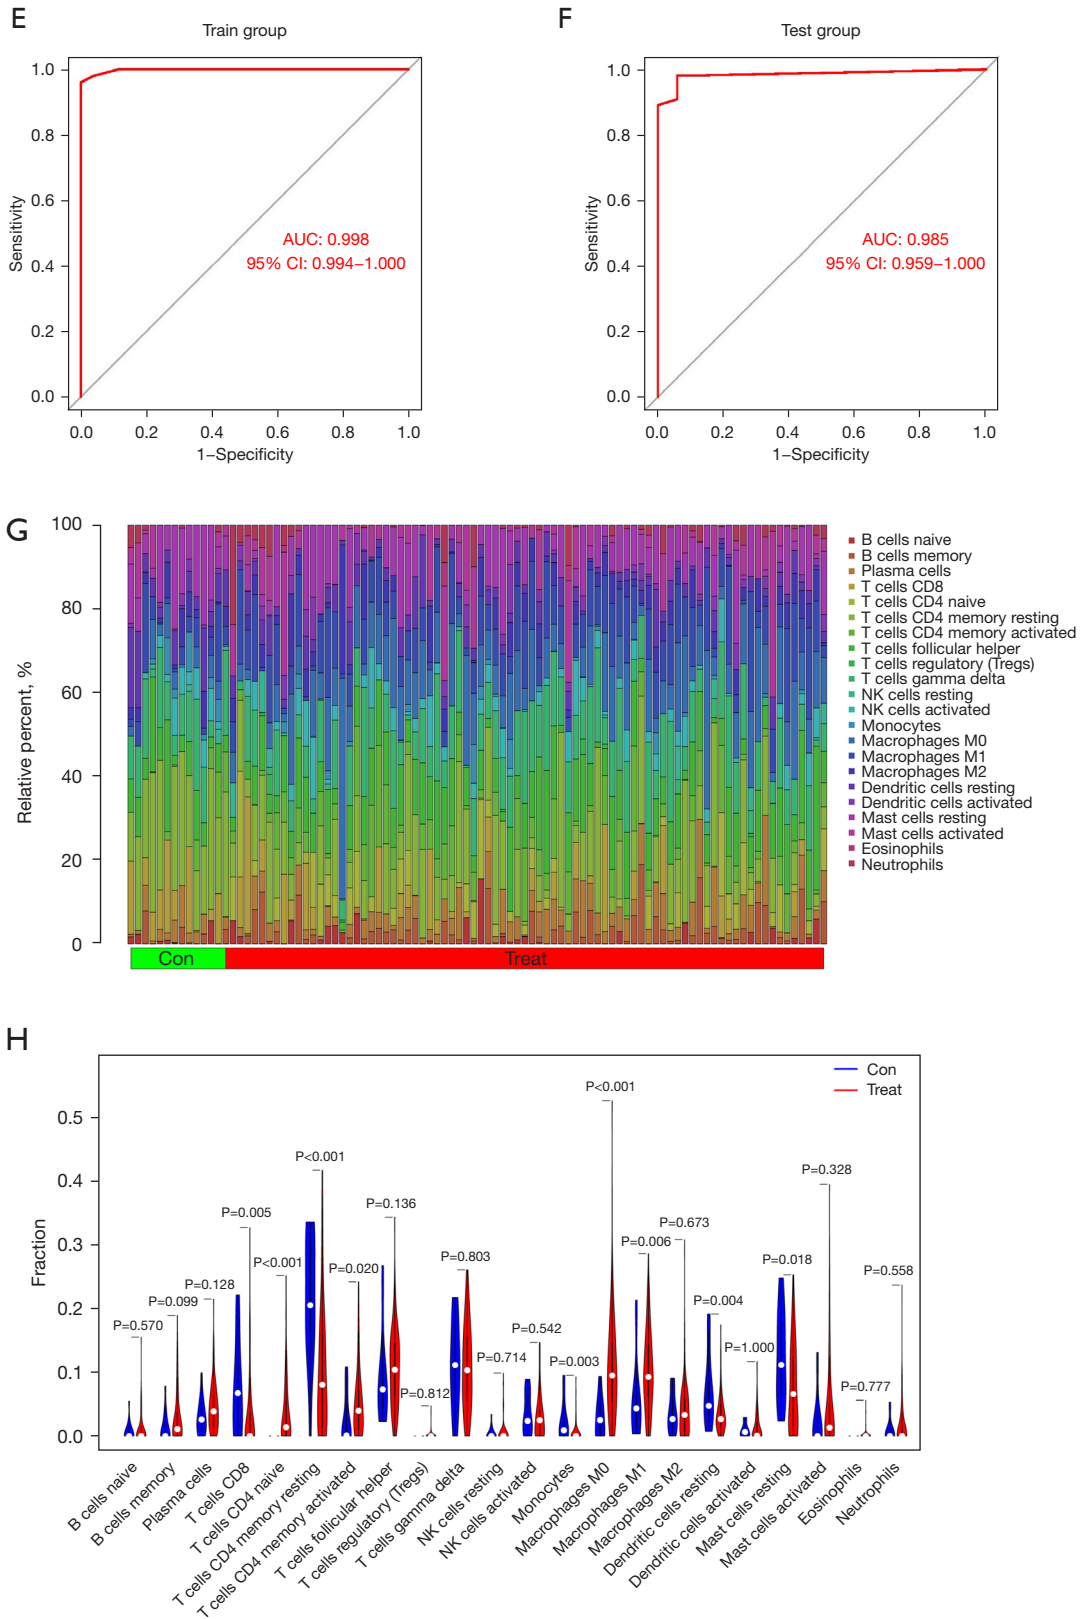 E
Train group
1.0
0.8
0.6
0.4
0.2
0.0
Sensitivity
AUC: 0.998
95% CI: 0.994–1.000
0.0 0.2 0.4 0.6 0.8 1.0
1–Specificity
F
Test group
1.0
0.8
0.6
0.4
0.2
0.0
Sensitivity
AUC: 0.985
95% CI: 0.959–1.000
0.0 0.2 0.4 0.6 0.8 1.0
1–Specificity
G
100
80
60
40
20
0
Relative percent, %
Con
Treat
B cells naive
B cells memory
Plasma cells
T cells CD8
T cells CD4 naive
T cells CD4 memory resting
T cells CD4 memory activated
T cells follicular helper
T cells regulatory (Tregs)
T cells gamma delta
NK cells resting
NK cells activated
Monocytes
Macrophages M0
Macrophages M1
Macrophages M2
Dendritic cells resting
Dendritic cells activated
Mast cells resting
Mast cells activated
Eosinophils
Neutrophils
H
Con
Treat
0.5
0.4
0.3
0.2
0.1
0.0
Fraction
P=0.570
P=0.099
P=0.128
P=0.005
P<0.001
P<0.001
P=0.020
P=0.136
P=0.812
P=0.803
P=0.714
P=0.542
P=0.003
P<0.001
P=0.006
P=0.673
P=0.004
P=1.000
P=0.018
P=0.328
P=0.777
P=0.558
B cells naive
B cells memory
Plasma cells
T cells CD8
T cells CD4 naive
T cells CD4 memory resting
T cells CD4 memory activated
T cells follicular helper
T cells regulatory (Tregs)
T cells gamma delta
NK cells resting
NK cells activated
Monocytes
Macrophages M0
Macrophages M1
Macrophages M2
Dendritic cells resting
Dendritic cells activated
Mast cells resting
Mast cells activated
Eosinophils
Neutrophils